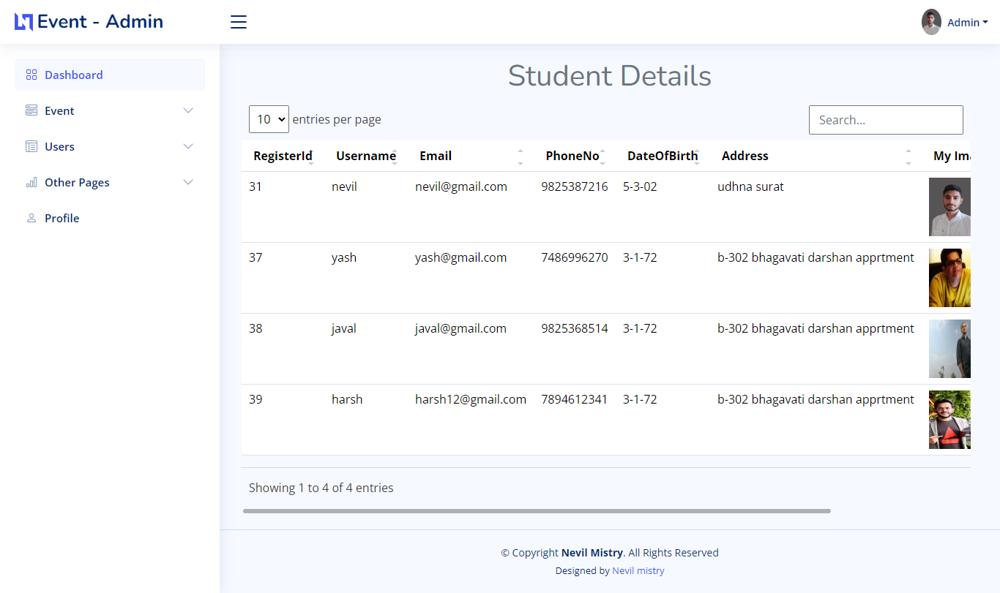 Event - Admin
Admin
Dashboard
Event
Users
Other Pages
Profile
Student Details
10 entries per page
Search...
RegisterId Username Email PhoneNo DateOfBirth Address My
31 nevil nevil@gmail.com 9825387216 5-3-02 udhna surat
37 yash yash@gmail.com 7486996270 3-1-72 b-302 bhagavati darshan apprtment
38 javal javal@gmail.com 9825368514 3-1-72 b-302 bhagavati darshan apprtment
39 harsh harsh12@gmail.com 7894612341 3-1-72 b-302 bhagavati darshan apprtment
Showing 1 to 4 of 4 entries
© Copyright Nevil Mistry. All Rights Reserved
Designed by Nevil mistry